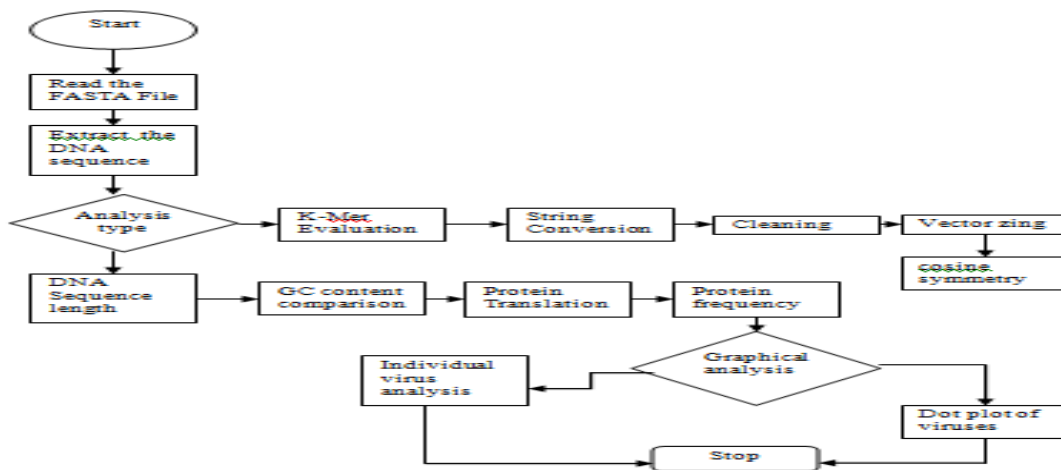 Start
Read the
FASTA File
Extract the
DNA
sequence
Analysis
type
K-Mer
Evaluation
String
Conversion
Cleaning
Vector zing
cosine
symmetry
DNA
Sequence
length
GC content
comparison
Protein
Translation
Protein
frequency
Graphical
analysis
Individual
virus
analysis
Dot plot of
viruses
Stop